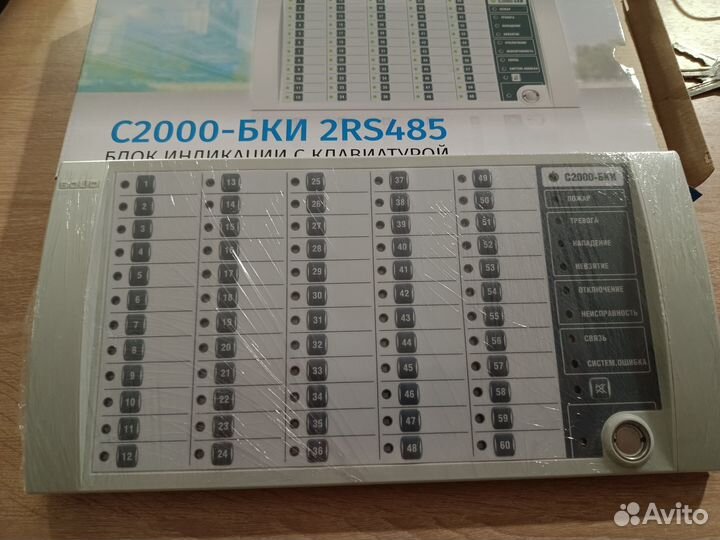 С2000-БКИ
С2000-БКИ 2RS485
БЛОК ИНДИКАЦИИ С КЛАВИАТУРОЙ
bolid
1 13 25 37 49
2 14 26 38 50
3 15 27 39 51
4 16 28 40 52
5 17 29 41 53
6 18 30 42 54
7 19 31 43 55
8 20 32 44 56
9 21 33 45 57
10 22 34 46 58
11 23 35 47 59
12 24 36 48 60
С2000-БКИ
ПОЖАР
ТРЕВОГА
НАПАДЕНИЕ
НЕВЗЯТИЕ
ОТКЛЮЧЕНИЕ
НЕИСПРАВНОСТЬ
СВЯЗЬ
СИСТЕМ.ОШИБКА
Avito